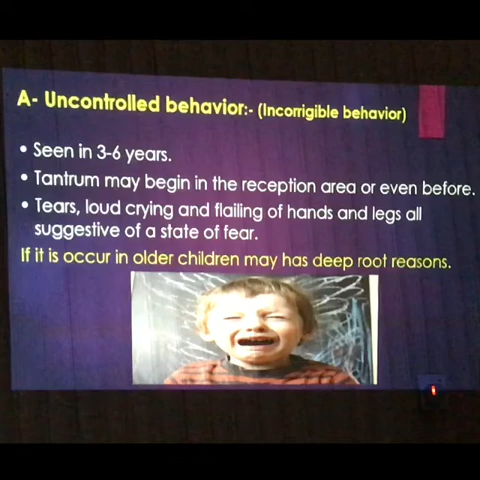 A- Uncontrolled behavior:- (Incorrigible behavior)
• Seen in 3-6 years.
• Tantrum may begin in the reception area or even before.
• Tears, loud crying and flailing of hands and legs all
suggestive of a state of fear.
If it is occur in older children may has deep root reasons.